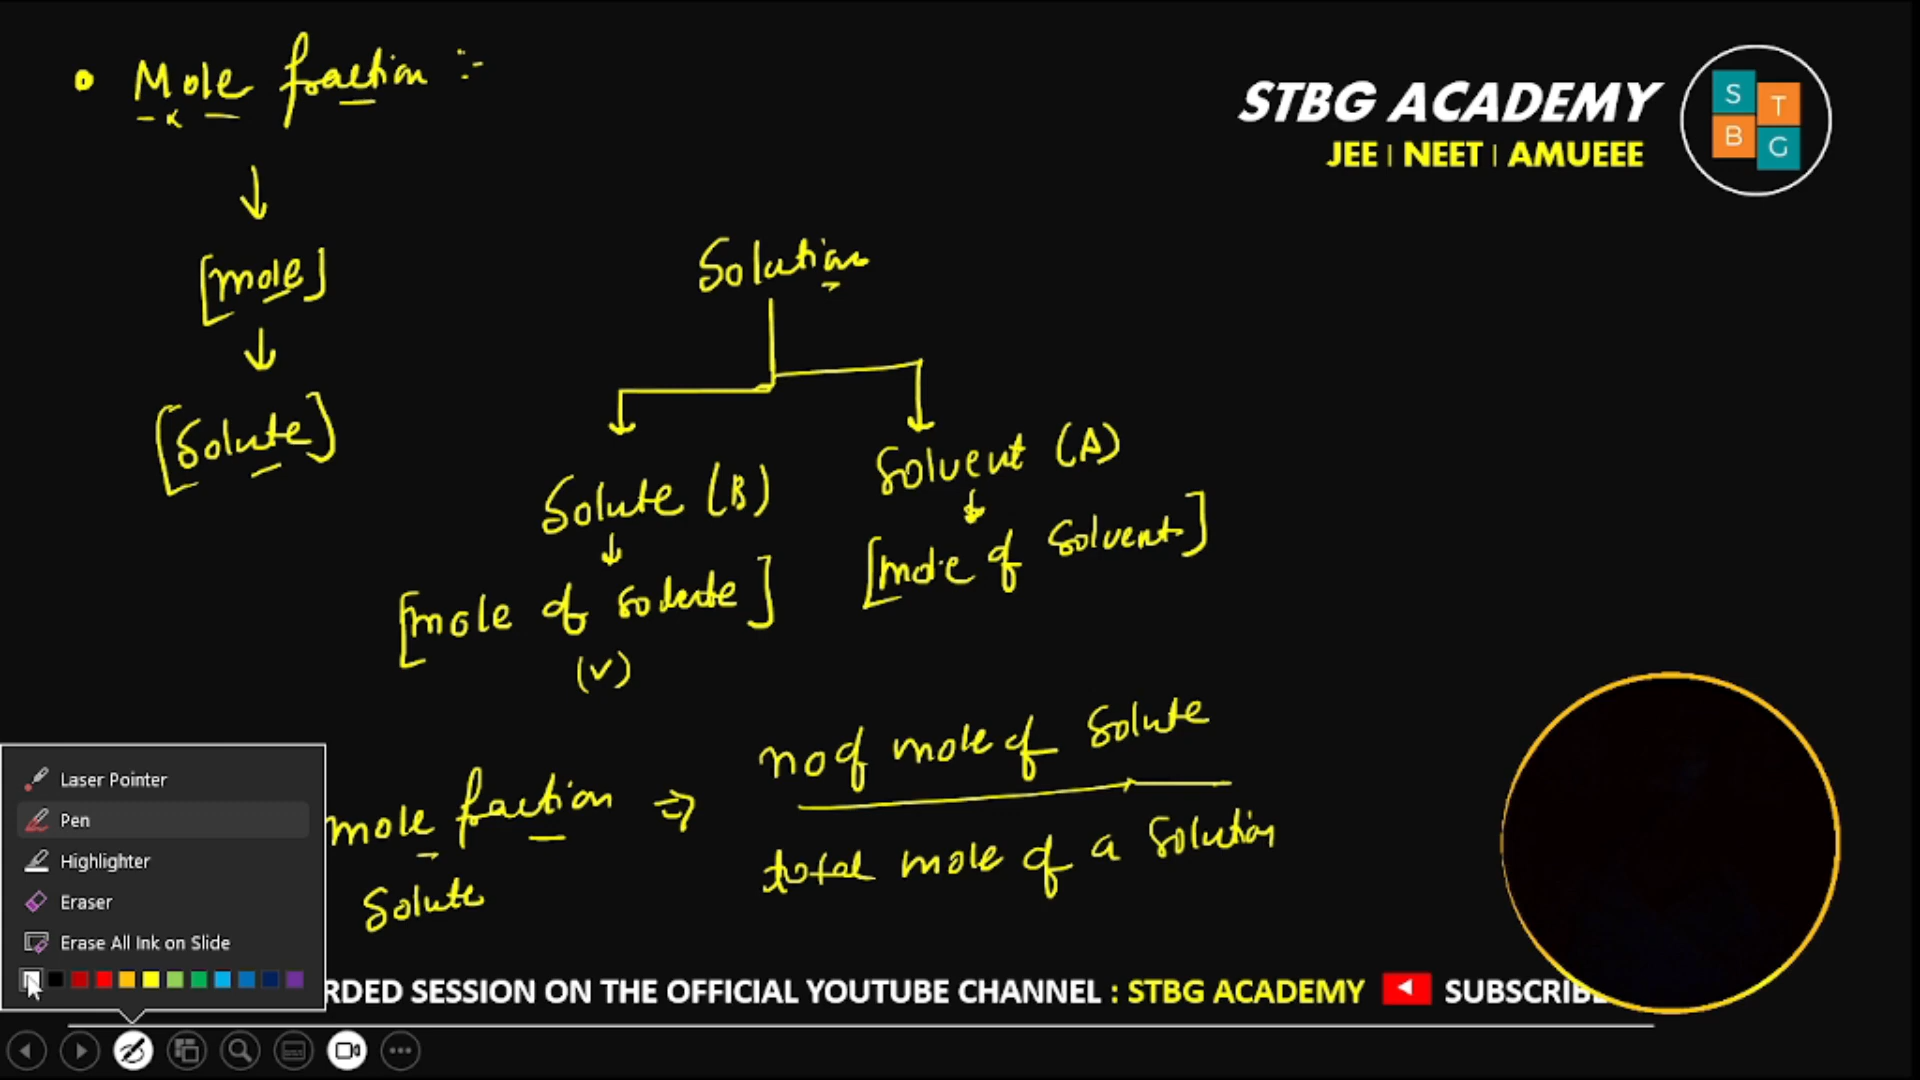 • Mole fraction :-
STBG ACADEMY
JEE | NEET | AMUEEE
S T
B G
[mole]
[Solute]
Solution
Solute (B)
Solvent (A)
[mole of solute]
[mole of Solvent]
(v)
mole fraction ⇒ no of mole of Solute
total mole of a Solution
Solute
Laser Pointer
Pen
Highlighter
Eraser
Erase All Ink on Slide
RDED SESSION ON THE OFFICIAL YOUTUBE CHANNEL : STBG ACADEMY SUBSCRIBE